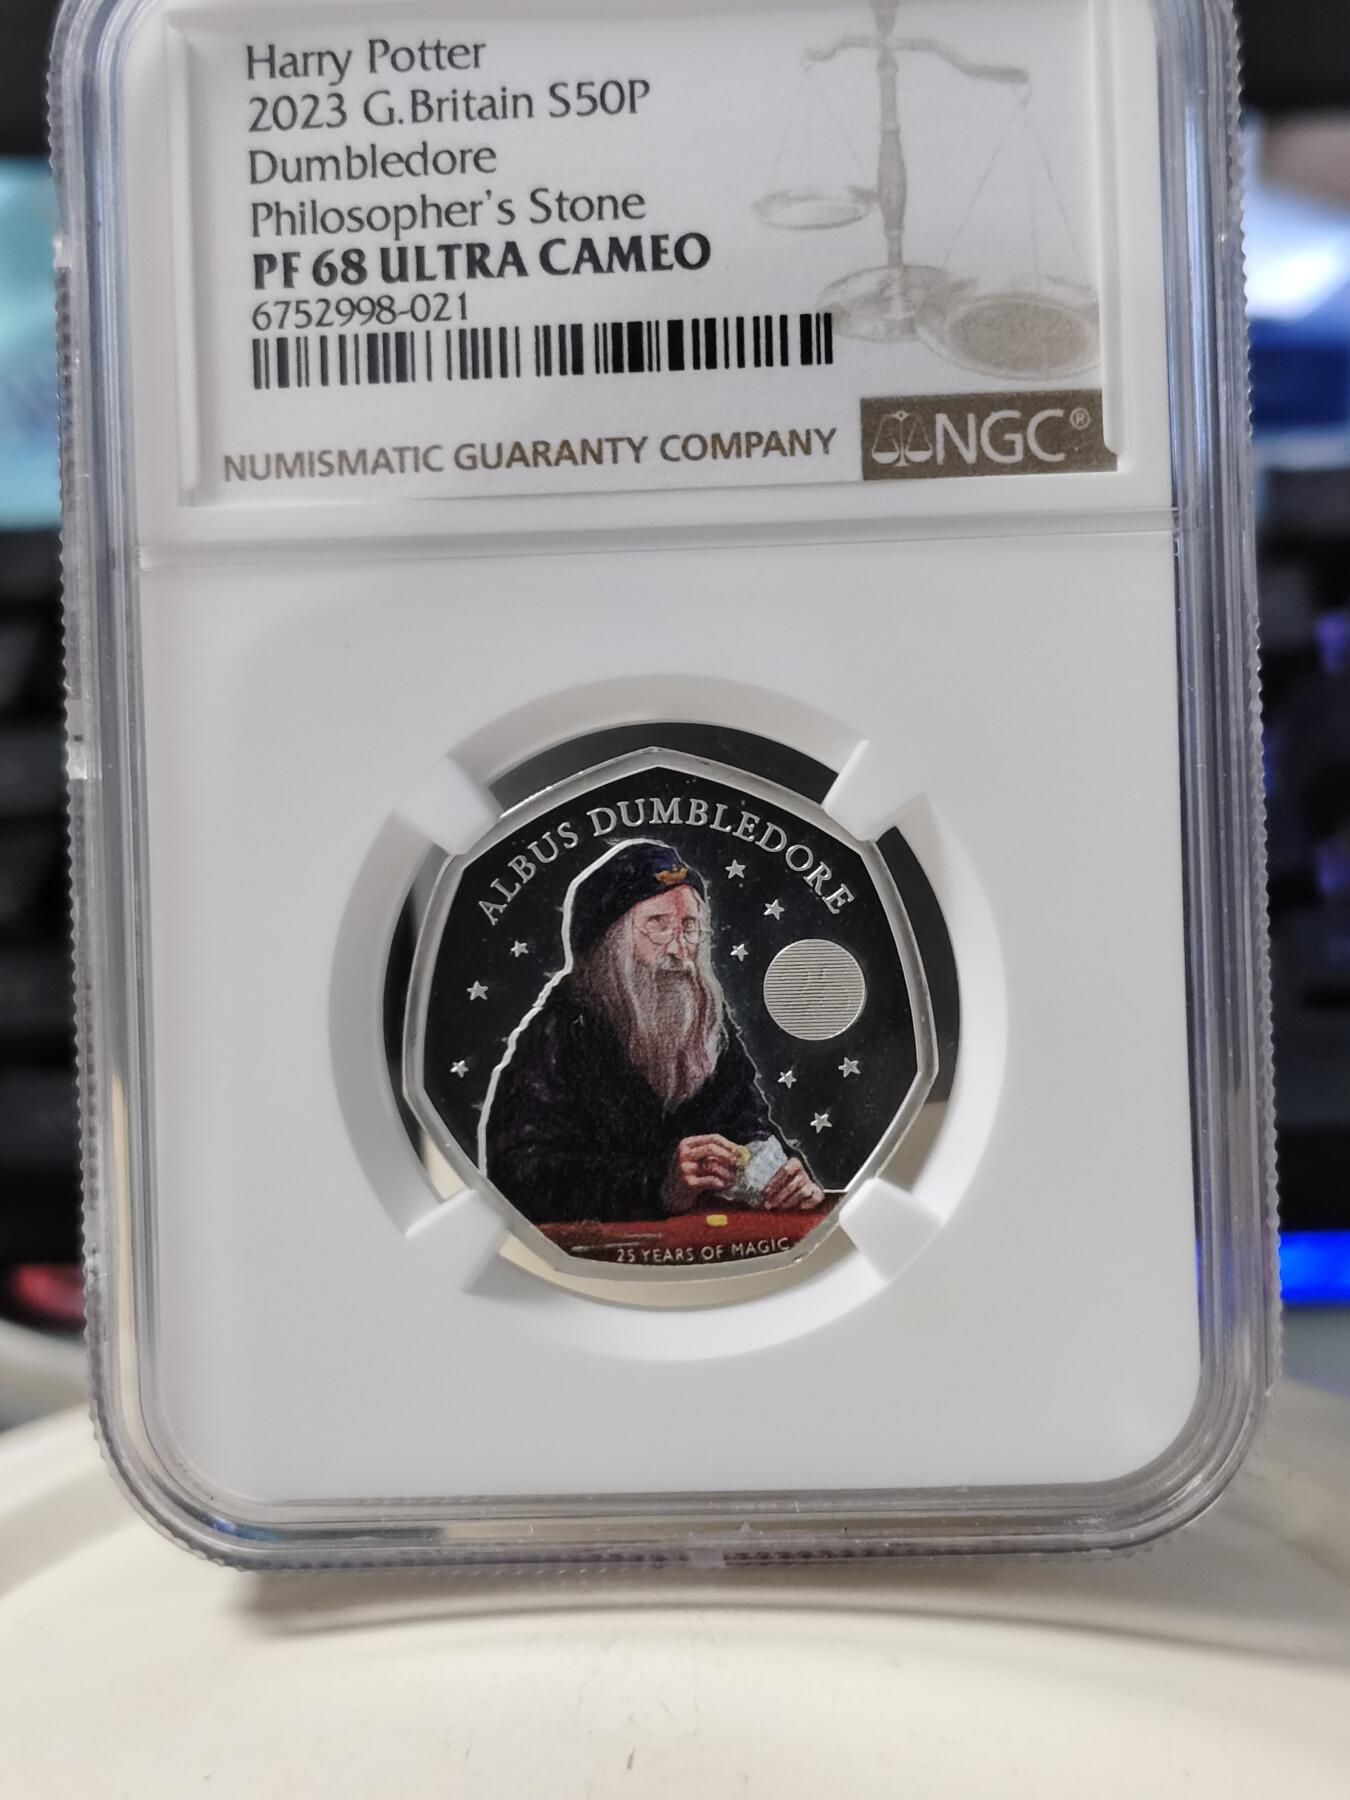 Harry Potter
2023 G.Britain S50P
Dumbledore
Philosopher's Stone
PF 68 ULTRA CAMEO
6752998-021
NUMISMATIC GUARANTY COMPANY
NGC®
ALBUS DUMBLEDORE
25 YEARS OF MAGIC